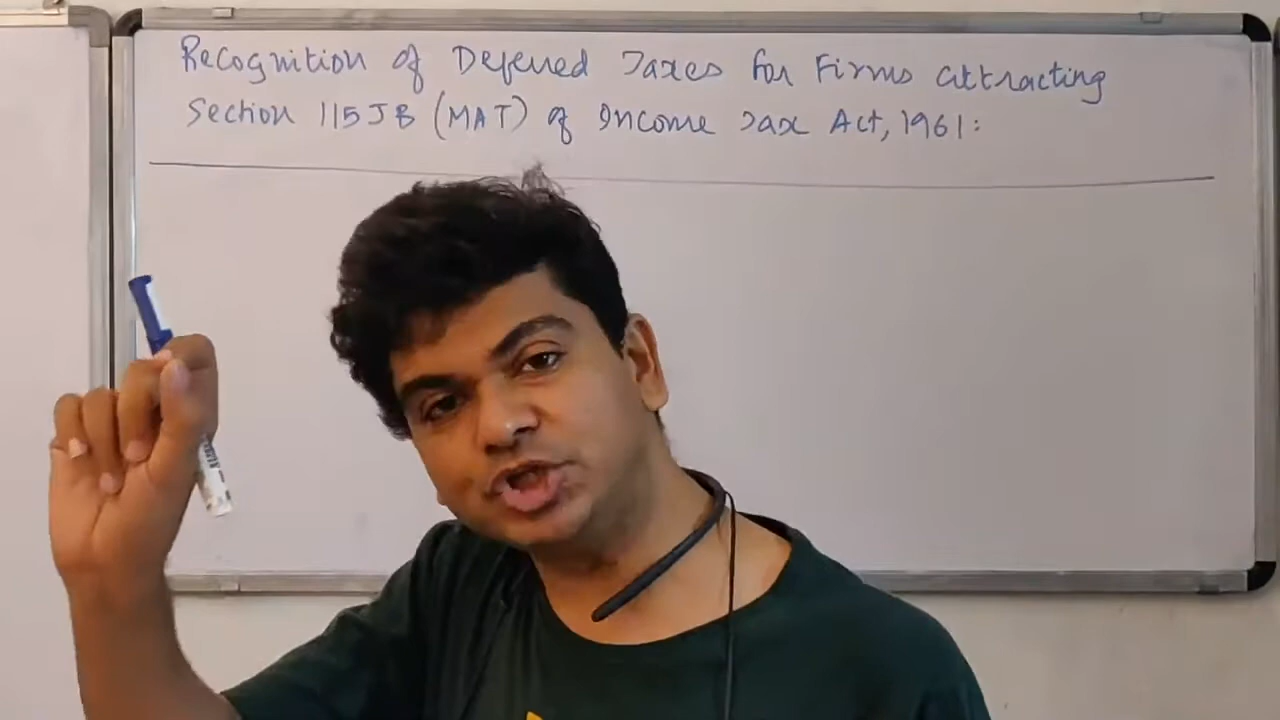 Recognition of Deferred Taxes for Firms attracting
Section 115JB (MAT) of Income Tax Act, 1961: